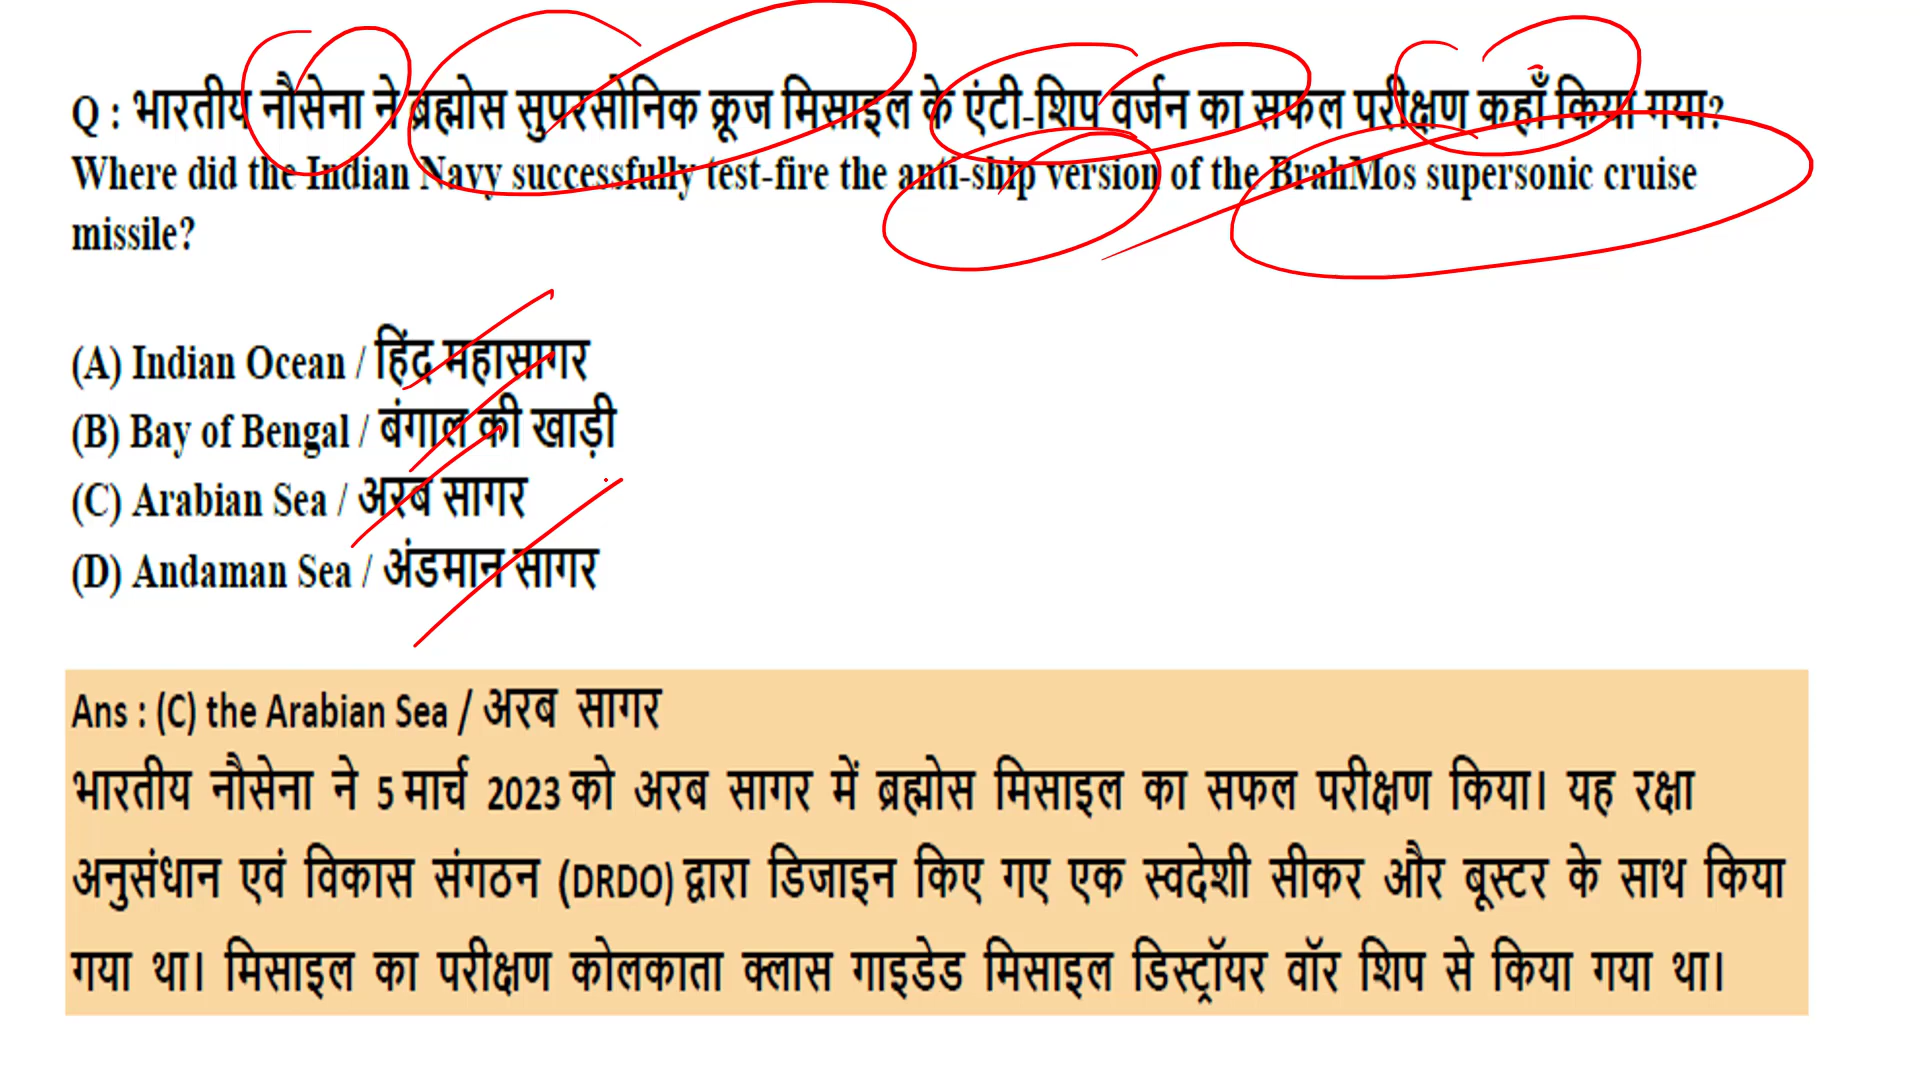 Q : भारतीय नौसेना ने ब्रह्मोस सुपरसोनिक क्रूज मिसाइल के एंटी-शिप वर्जन का सफल परीक्षण कहाँ किया गया?
Where did the Indian Navy successfully test-fire the anti-ship version of the BrahMos supersonic cruise
missile?
(A) Indian Ocean / हिंद महासागर
(B) Bay of Bengal / बंगाल की खाड़ी
(C) Arabian Sea / अरब सागर
(D) Andaman Sea / अंडमान सागर
Ans : (C) the Arabian Sea / अरब सागर
भारतीय नौसेना ने 5 मार्च 2023 को अरब सागर में ब्रह्मोस मिसाइल का सफल परीक्षण किया। यह रक्षा
अनुसंधान एवं विकास संगठन (DRDO) द्वारा डिजाइन किए गए एक स्वदेशी सीकर और बूस्टर के साथ किया
गया था। मिसाइल का परीक्षण कोलकाता क्लास गाइडेड मिसाइल डिस्ट्रॉयर वॉर शिप से किया गया था।